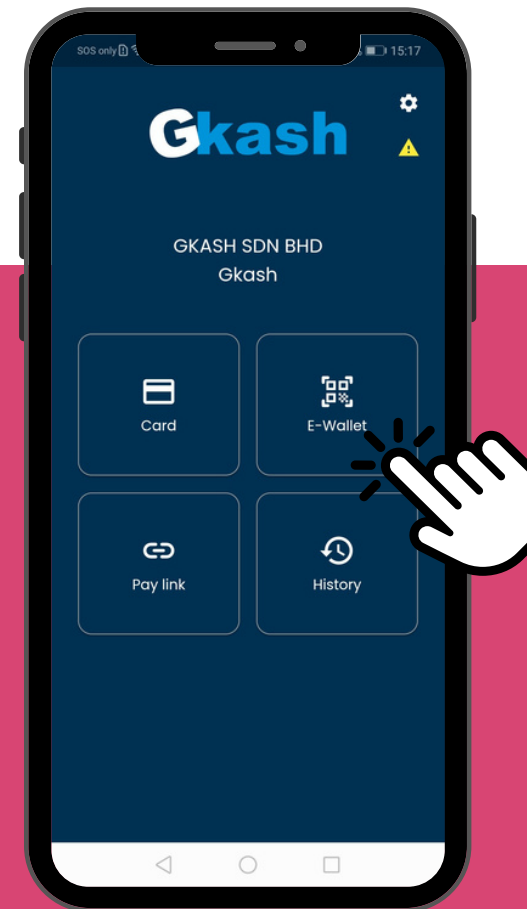 SOS only
15:17
Gkash
GKASH SDN BHD
Gkash
Card
E-Wallet
Pay link
History